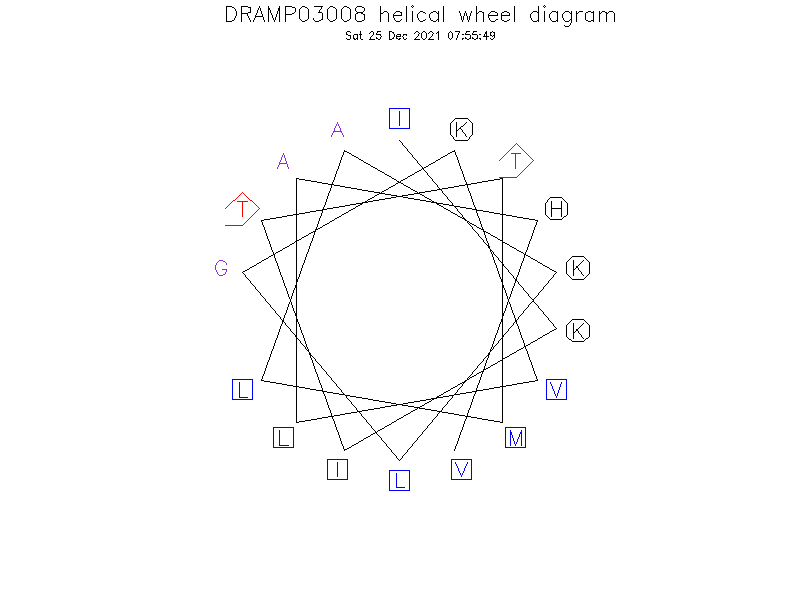 DRAMP03008 helical wheel diagram
Sat 25 Dec 2021 07:55:49
I
A K
A T
T H
G K
K
L V
L M
I V
L